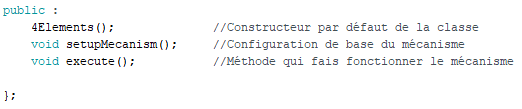 public :
4Elements(); //Constructeur par défaut de la classe
void setupMecanism(); //Configuration de base du mécanisme
void execute(); //Méthode qui fais fonctionner le mécanisme
};